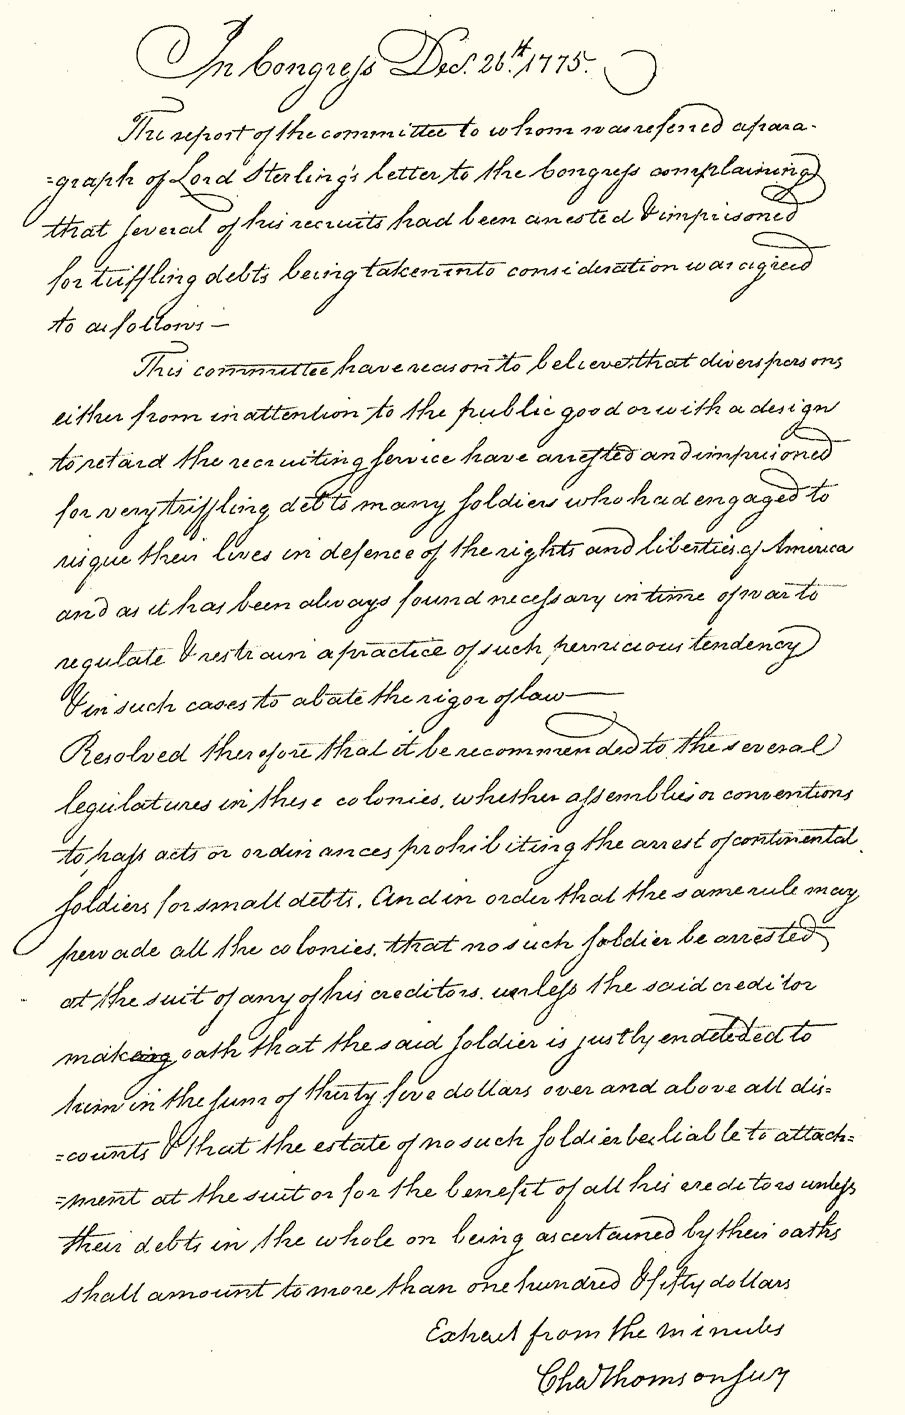 In Congress Decr. 26th. 1775.
The report of the committee to whom was referred a para-
=graph of Lord Sterling's letter to the Congress complaining
that several of his recruits had been arrested & imprisoned
for triffling debts being taken into consideration was agreed
to as follows —
This committee have reason to believe that divers persons
either from inattention to the public good or with a design
to retard the recruiting service have arrested and imprisoned
for very triffling debts many soldiers who had engaged to
risque their lives in defence of the rights and liberties of America
and as it has been always found necessary in time of war to
regulate & restrain a practice of such pernicious tendency
& in such cases to abate the rigor of law —
Resolved therefore that it be recommended to the several
legislatures in these colonies, whether assemblies or conventions
to pass acts or ordinances prohibiting the arrest of continental
soldiers for small debts. And in order that the same rule may
pervade all the colonies, that no such soldier be arrested
at the suit of any of his creditors, unless the said creditor
making oath that the said soldier is justly endebted to
him in the sum of thirty five dollars over and above all dis=
=counts & that the estate of no such soldier be liable to attach=
=ment at the suit or for the benefit of all his creditors unless
their debts in the whole on being ascertained by their oaths
shall amount to more than one hundred & fifty dollars
Extract from the minutes
Chas Thomson Secy